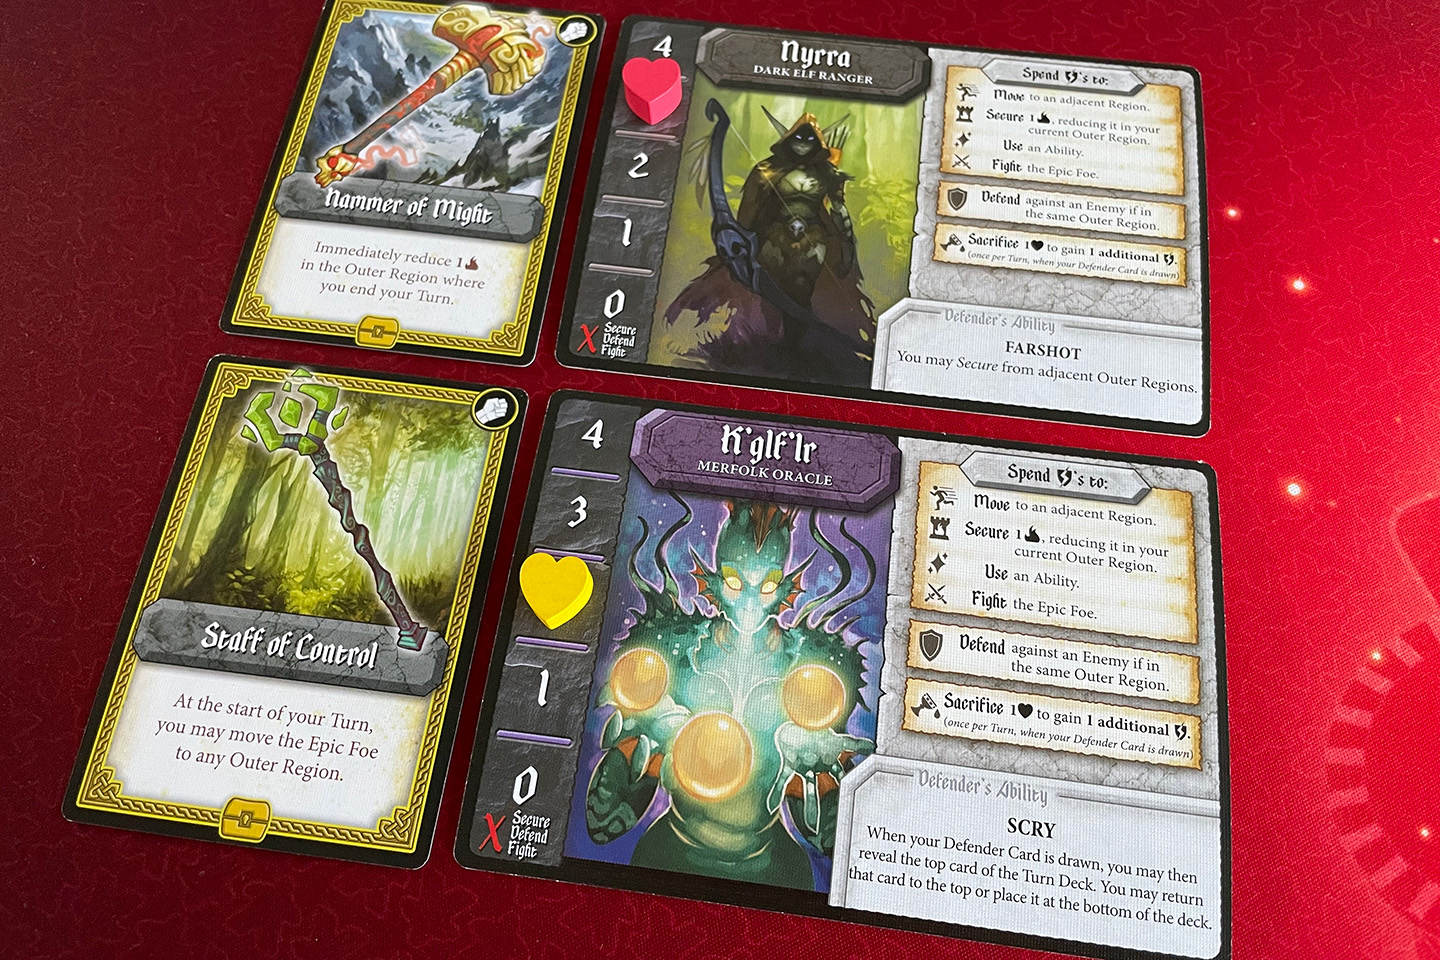 Hammer of Might
Immediately reduce 1
in the Outer Region where
you end your Turn.
4
2
1
0
X Secure
Defend
Fight
Nyrra
DARK ELF RANGER
Spend 's to:
Move to an adjacent Region.
Secure 1 , reducing it in your
current Outer Region.
Use an Ability.
Fight the Epic Foe.
Defend against an Enemy if in
the same Outer Region.
Sacrifice 1 to gain 1 additional .
(once per Turn, when your Defender Card is drawn)
Defender's Ability
FARSHOT
You may Secure from adjacent Outer Regions.
Staff of Control
At the start of your Turn,
you may move the Epic Foe
to any Outer Region.
4
3
1
0
X Secure
Defend
Fight
K'glf'lr
MERFOLK ORACLE
Spend 's to:
Move to an adjacent Region.
Secure 1 , reducing it in your
current Outer Region.
Use an Ability.
Fight the Epic Foe.
Defend against an Enemy if in
the same Outer Region.
Sacrifice 1 to gain 1 additional .
(once per Turn, when your Defender Card is drawn)
Defender's Ability
SCRY
When your Defender Card is drawn, you may then
reveal the top card of the Turn Deck. You may return
that card to the top or place it at the bottom of the deck.